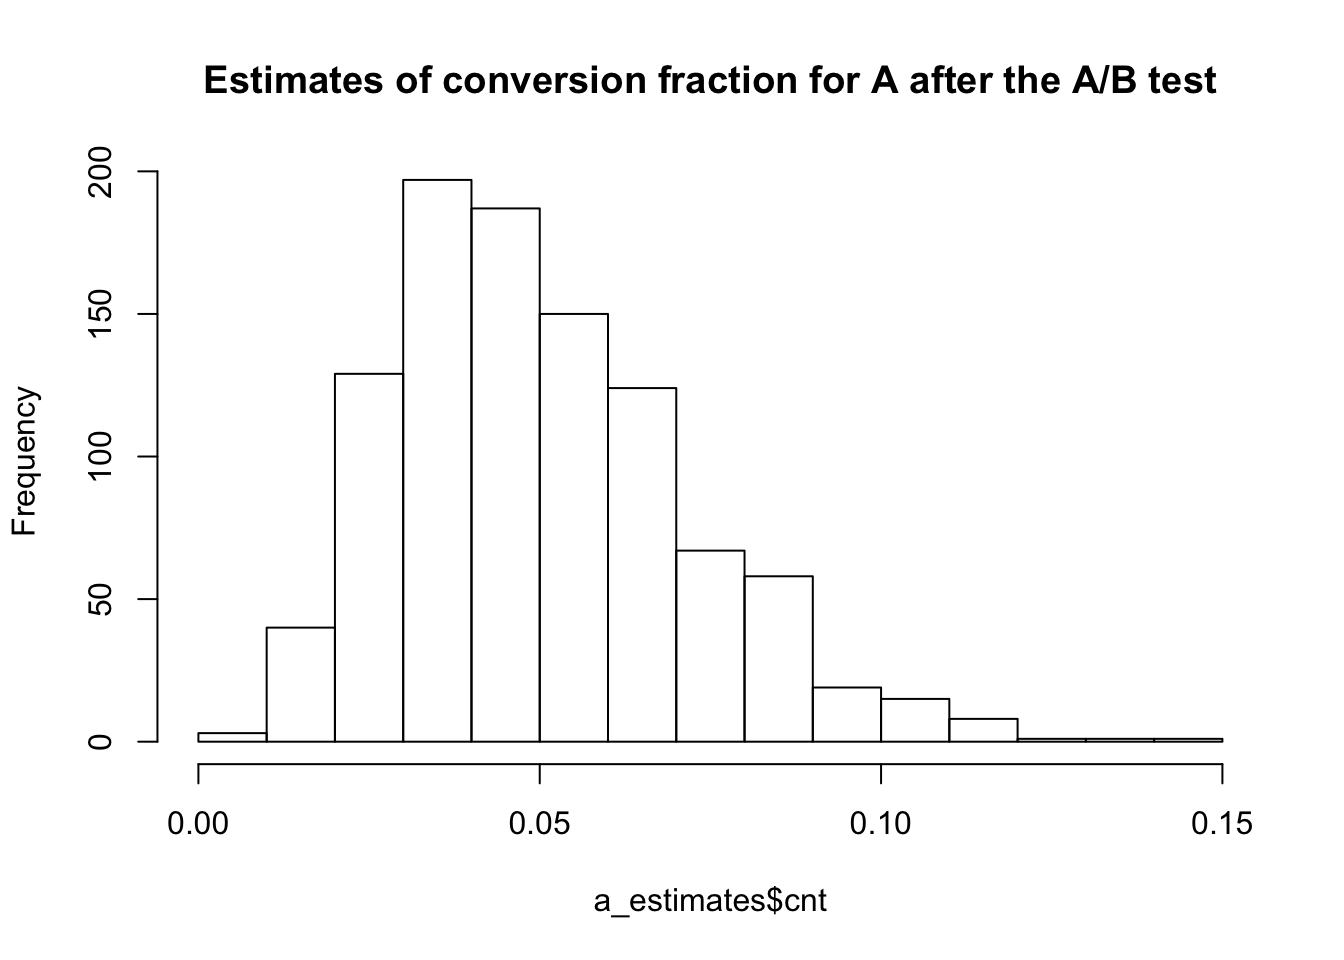 Estimates of conversion fraction for A after the A/B test
Frequency
200
150
100
50
0
0.00 0.05 0.10 0.15
a_estimates$cnt